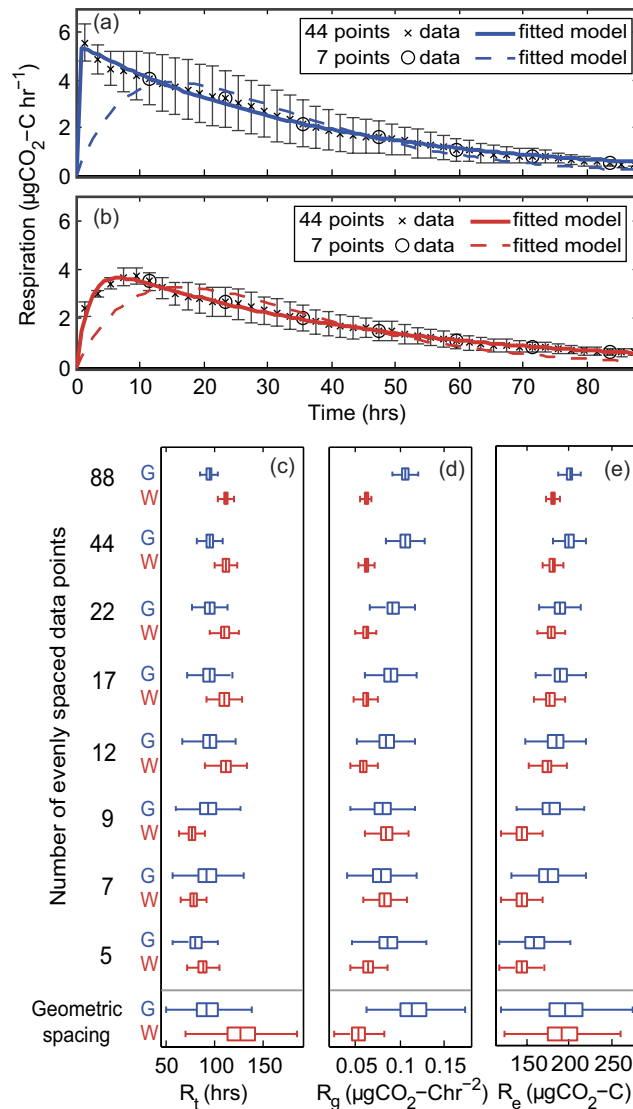 (a)
44 points × data fitted model
7 points data fitted model
6
4
2
0
(b)
44 points × data fitted model
7 points data fitted model
6
4
2
0
Respiration (µgCO2−C hr−1)
0 10 20 30 40 50 60 70 80
Time (hrs)
(c) (d) (e)
Number of evenly spaced data points
88 G
W
44 G
W
22 G
W
17 G
W
12 G
W
9 G
W
7 G
W
5 G
W
Geometric spacing G
W
50 100 150 0.05 0.1 0.15 150 200 250
Rt (hrs) Rg (µgCO2−Chr−2) Re (µgCO2−C)